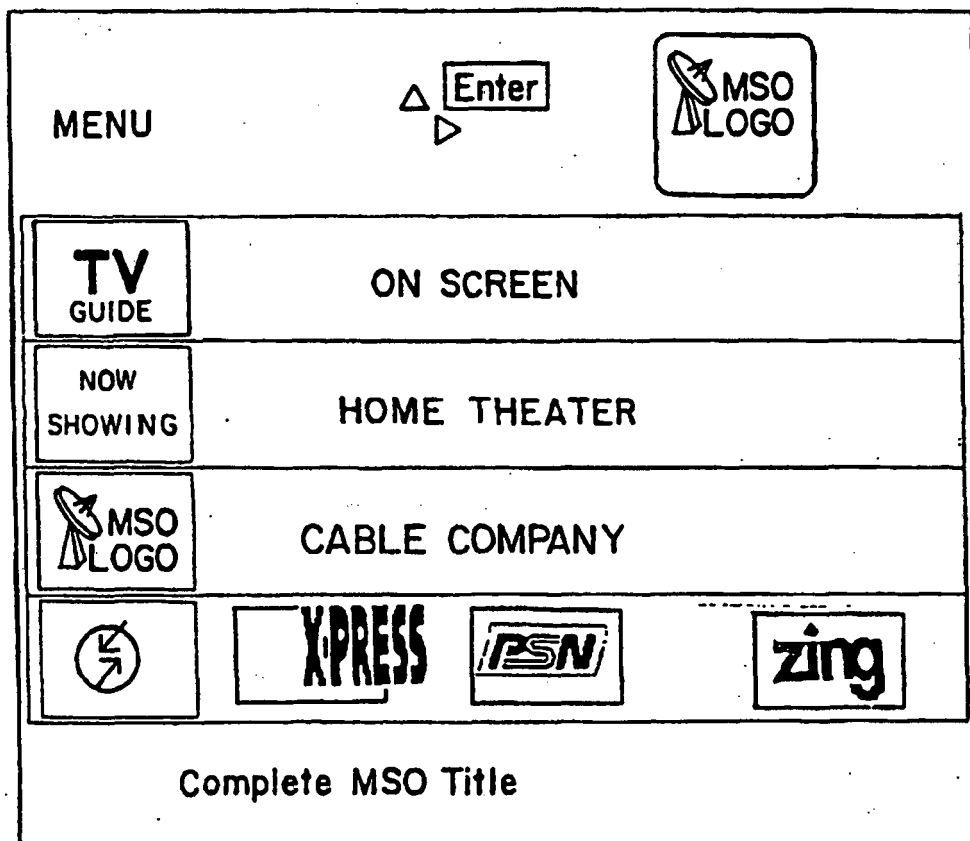 MENU
Enter
MSO
LOGO
TV
GUIDE
ON SCREEN
NOW
SHOWING
HOME THEATER
MSO
LOGO
CABLE COMPANY
X·PRESS
PSN
zing
Complete MSO Title